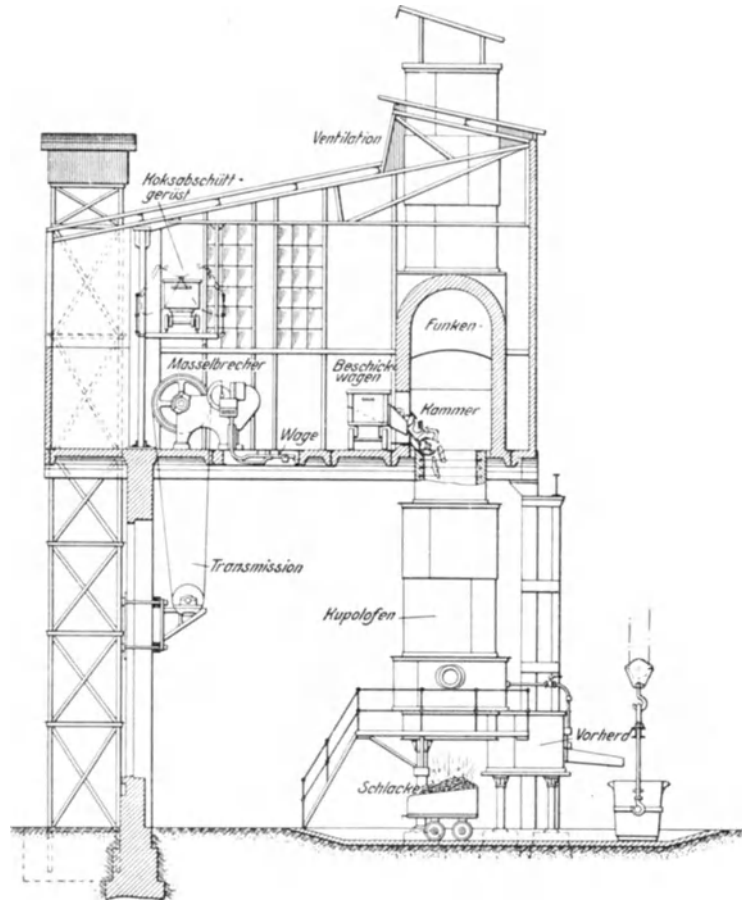 Ventilation
Koksabschütt-
gerüst
Funken-
Masselbrecher
Beschick-
wagen
Kammer
Wage
Transmission
Kupolofen
Vorherd
Schlacke